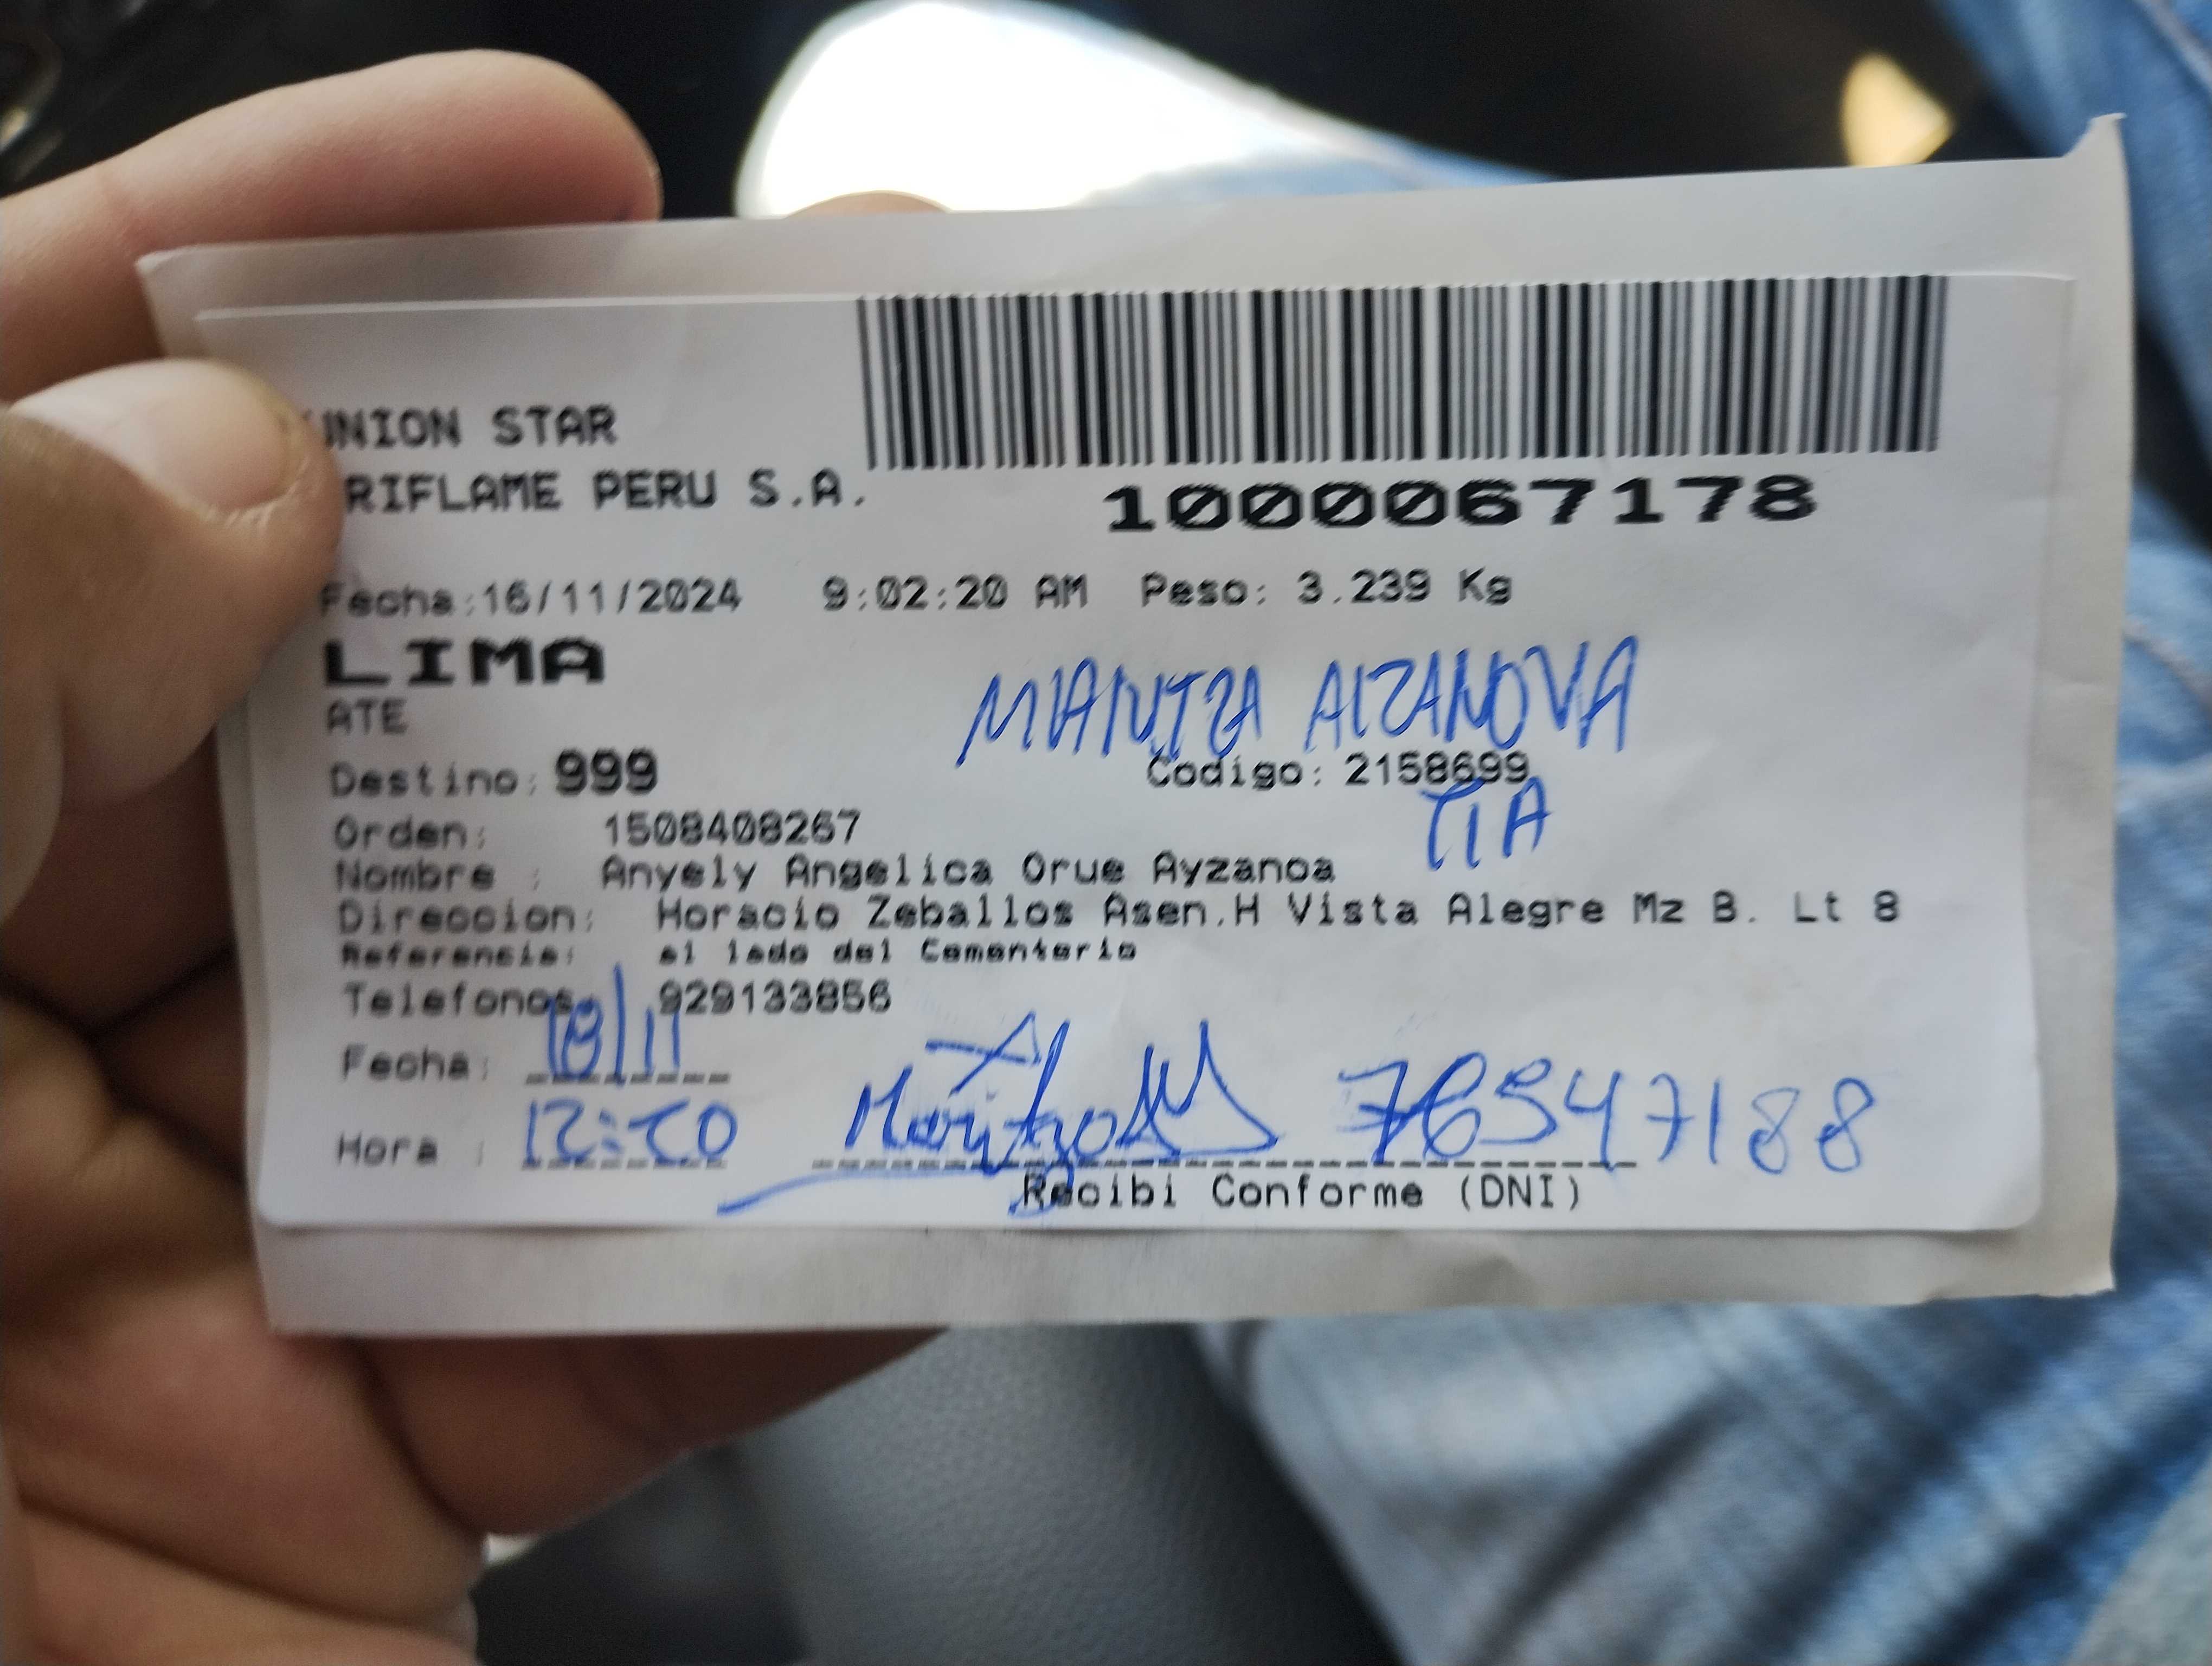 UNION STAR
RIFLAME PERU S.A.
1000067178
Fecha:16/11/2024 9:02:20 AM Peso: 3.239 Kg
LIMA
ATE
MARITZA AIZANOVA
Destino: 999 Codigo: 2158699
TIA
Orden: 1508408267
Nombre : Anyely Angelica Orue Ayzanoa
Direccion: Horacio Zeballos Asen.H Vista Alegre Mz B. Lt 8
Referencia: al lado del Cementerio
Telefonos: 929133856
Fecha: 18/11
Hora : 12:20 Maritza 76547188
Recibi Conforme (DNI)